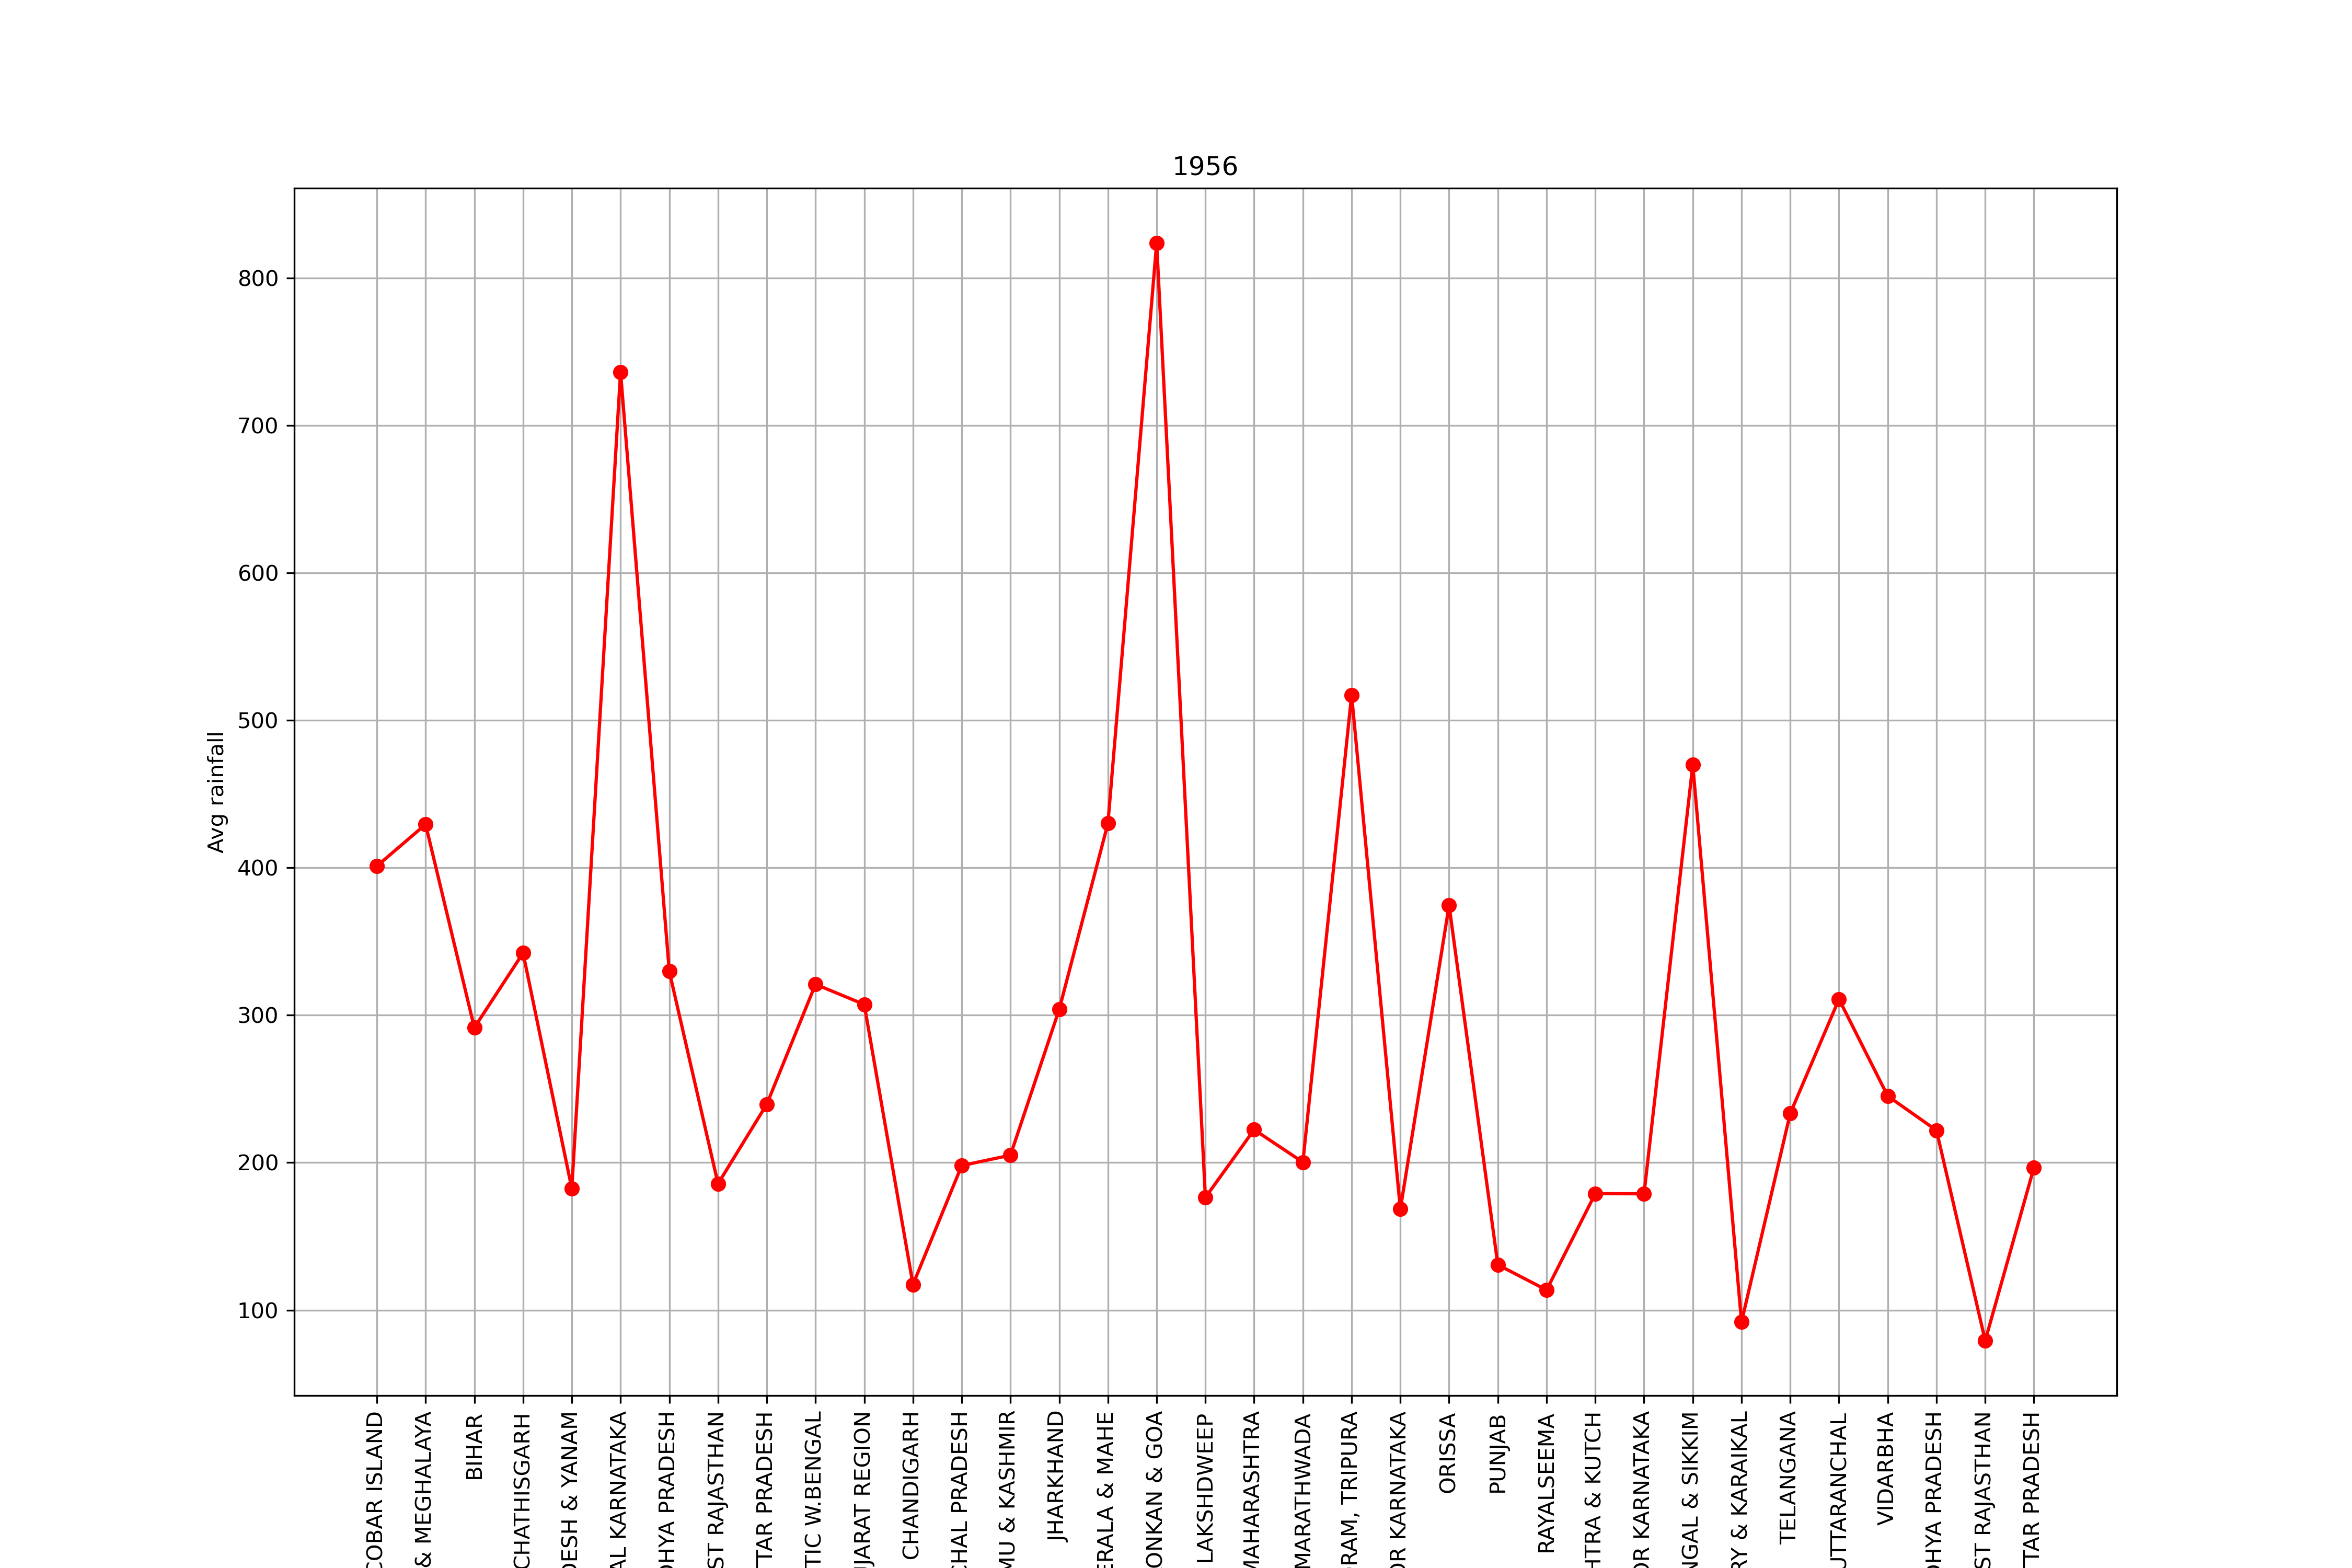 1956
Avg rainfall
800
700
600
500
400
300
200
100
COBAR ISLAND
& MEGHALAYA
BIHAR
CHATHISGARH
DESH & YANAM
AL KARNATAKA
DHYA PRADESH
ST RAJASTHAN
TTAR PRADESH
TIC W.BENGAL
JARAT REGION
CHANDIGARH
CHAL PRADESH
MU & KASHMIR
JHARKHAND
ERALA & MAHE
ONKAN & GOA
LAKSHDWEEP
MAHARASHTRA
MARATHWADA
RAM, TRIPURA
OR KARNATAKA
ORISSA
PUNJAB
RAYALSEEMA
HTRA & KUTCH
OR KARNATAKA
NGAL & SIKKIM
RY & KARAIKAL
TELANGANA
UTTARANCHAL
VIDARBHA
DHYA PRADESH
ST RAJASTHAN
TTAR PRADESH